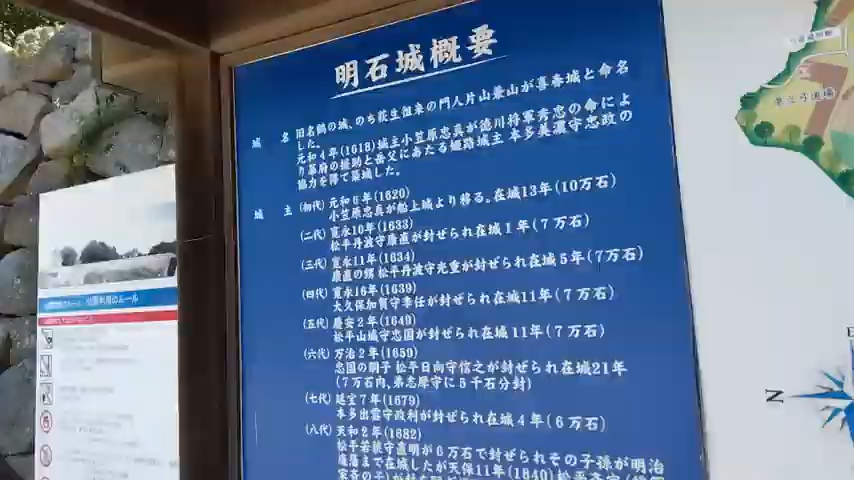 明石城概要
城 名 旧名鶴の城、のち荻生徂来の門人片山兼山が喜春城と命名
した。
元和4年(1618)城主小笠原忠真が徳川将軍秀忠の命によ
り幕府の援助と岳父にあたる姫路城主 本多美濃守忠政の
協力を得て築城した。
城 主 (初代) 元和6年(1620)
小笠原忠真が船上城より移る。在城13年(10万石)
(二代) 寛永10年(1633)
松平丹波守康直が封ぜられ在城1年(7万石)
(三代) 寛永11年(1634)
康直の甥 松平丹波守光重が封ぜられ在城5年(7万石)
(四代) 寛永16年(1639)
大久保加賀守季任が封ぜられ在城11年(7万石)
(五代) 慶安2年(1649)
松平山城守忠国が封ぜられ在城11年(7万石)
(六代) 万治2年(1659)
忠国の嗣子 松平日向守信之が封ぜられ在城21年
(7万石内、弟志摩守に5千石分封)
(七代) 延宝7年(1679)
本多出雲守政利が封ぜられ在城4年(6万石)
(八代) 天和2年(1682)
松平若狭守直明が6万石で封ぜられその子孫が明治
廃藩まで在城したが天保11年(1840)松平斉宣
県立弓道場
N
E